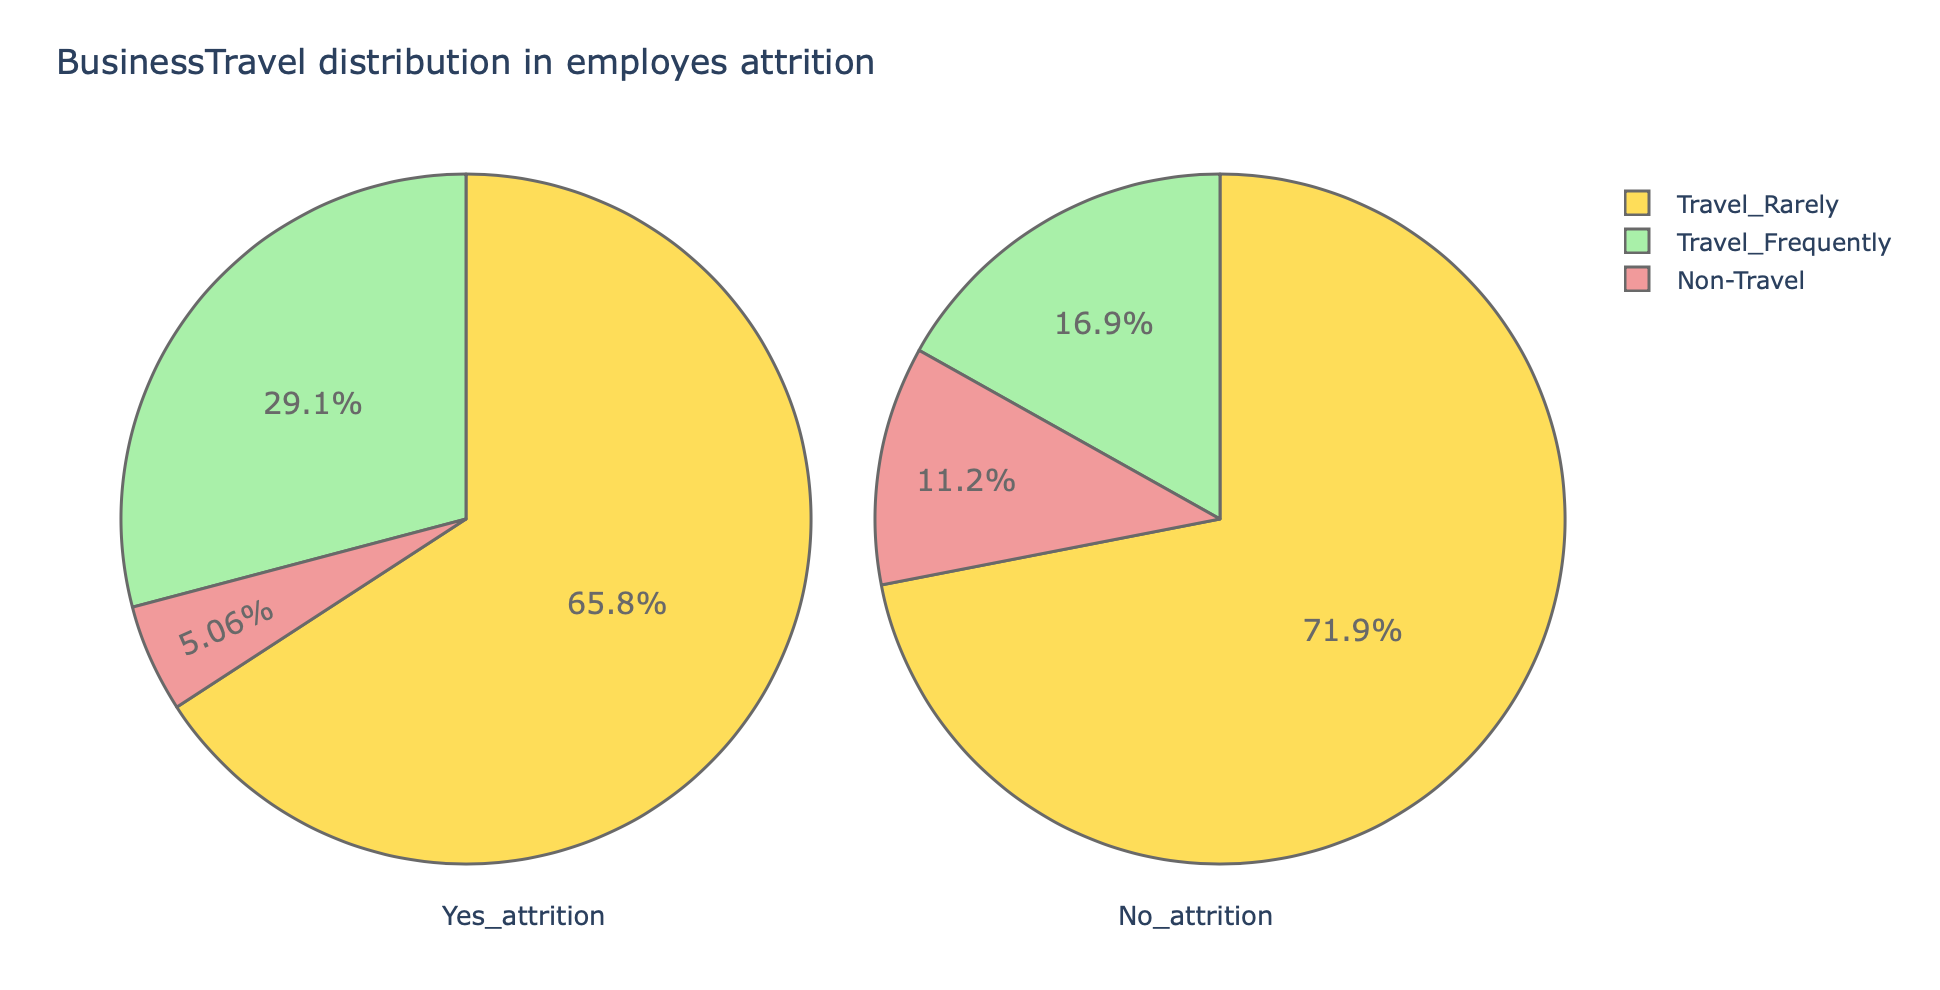 BusinessTravel distribution in employes attrition
Travel_Rarely
Travel_Frequently
Non-Travel
29.1%
5.06%
65.8%
16.9%
11.2%
71.9%
Yes_attrition
No_attrition